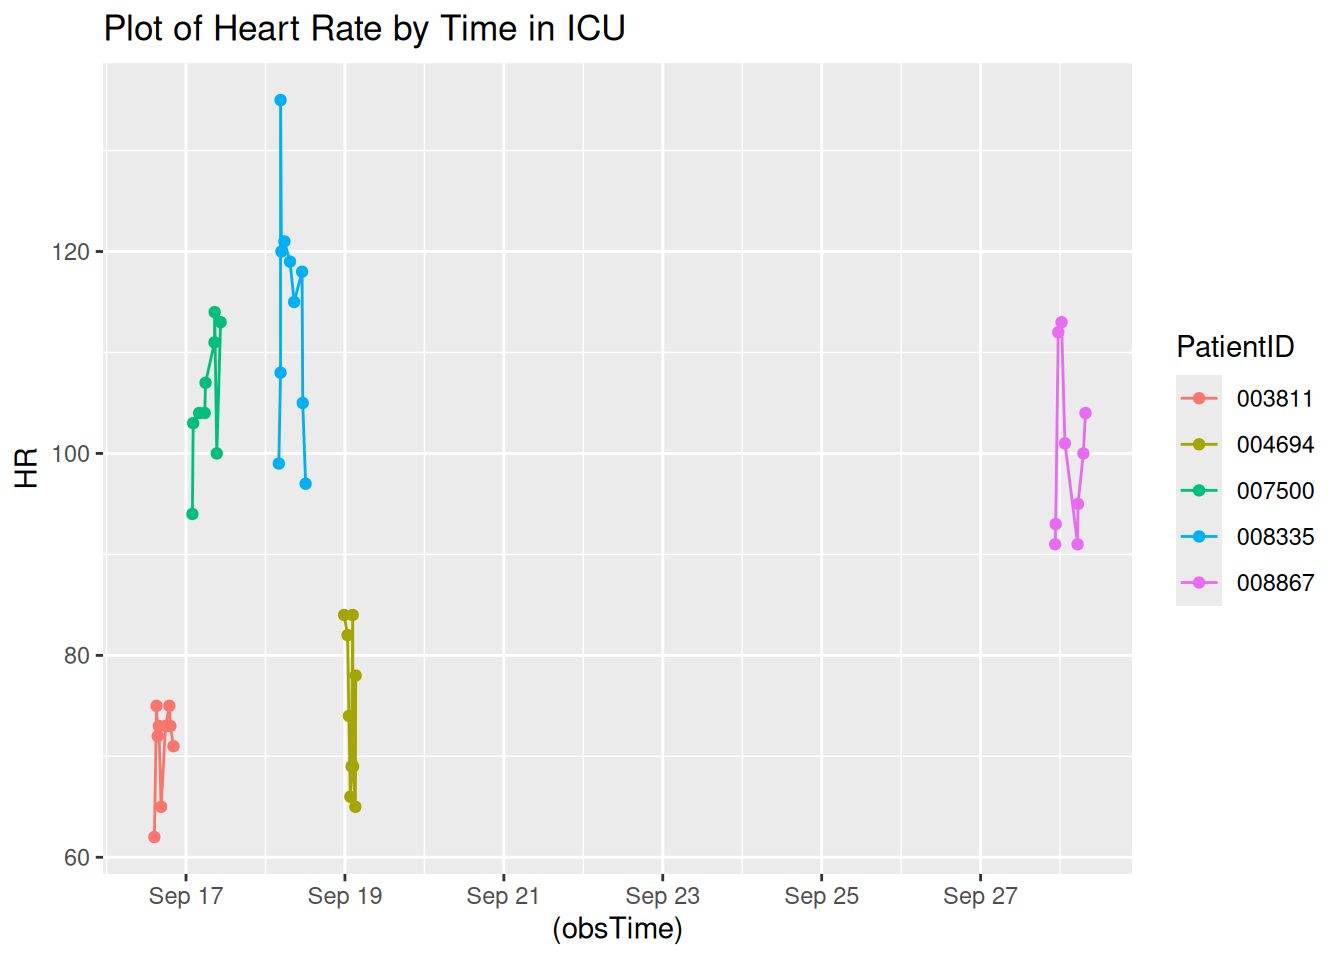 Plot of Heart Rate by Time in ICU
HR
120
100
80
60
Sep 17 Sep 19 Sep 21 Sep 23 Sep 25 Sep 27
(obsTime)
PatientID
003811
004694
007500
008335
008867